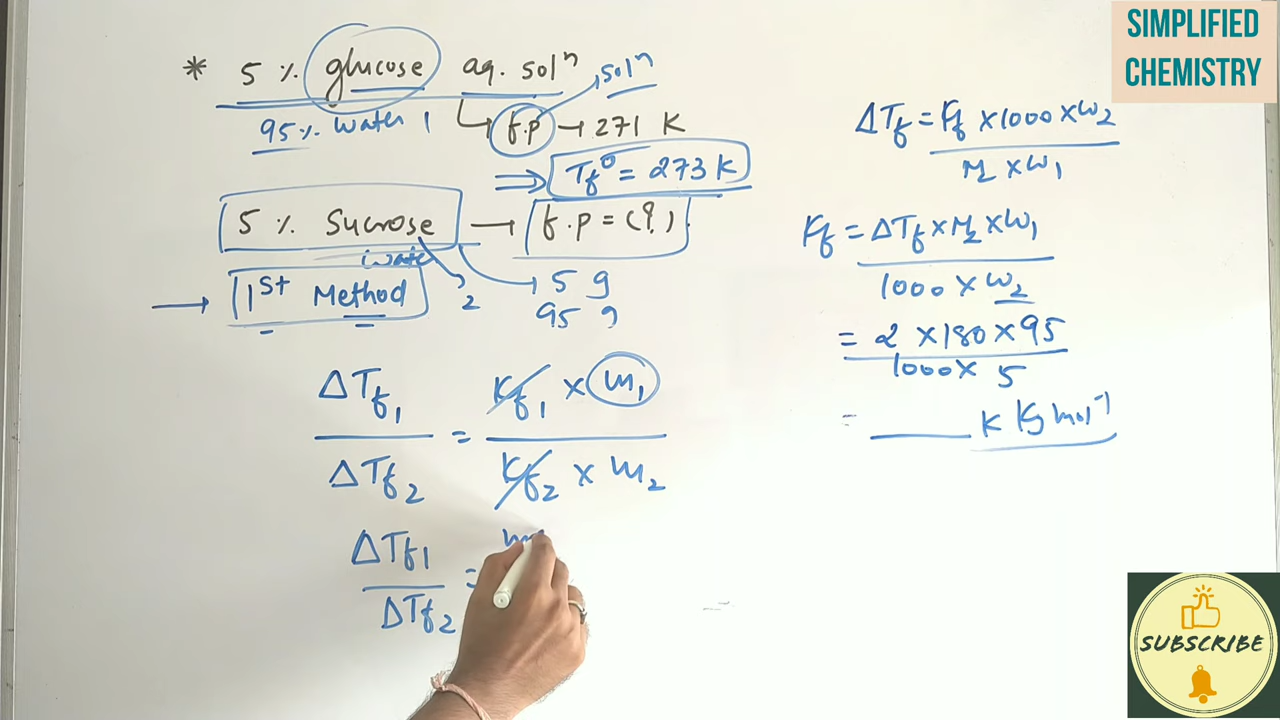 SIMPLIFIED
CHEMISTRY
* 5 % glucose aq. solⁿ → solⁿ
95% water
f.p → 271 K
⇒ Tf° = 273 K
5 % Sucrose → f.p = (?)
water
→ 1st Method
2
5 g
95 g
ΔTf₁ / ΔTf₂ = Kf₁ × m₁ / Kf₂ × m₂
ΔTf1 / ΔTf₂ =
ΔTf = Kf × 1000 × W2 / M2 × W1
Kf = ΔTf × M2 × W1 / 1000 × W2
= 2 × 180 × 95 / 1000 × 5
= ____ K Kg mol⁻¹
SUBSCRIBE